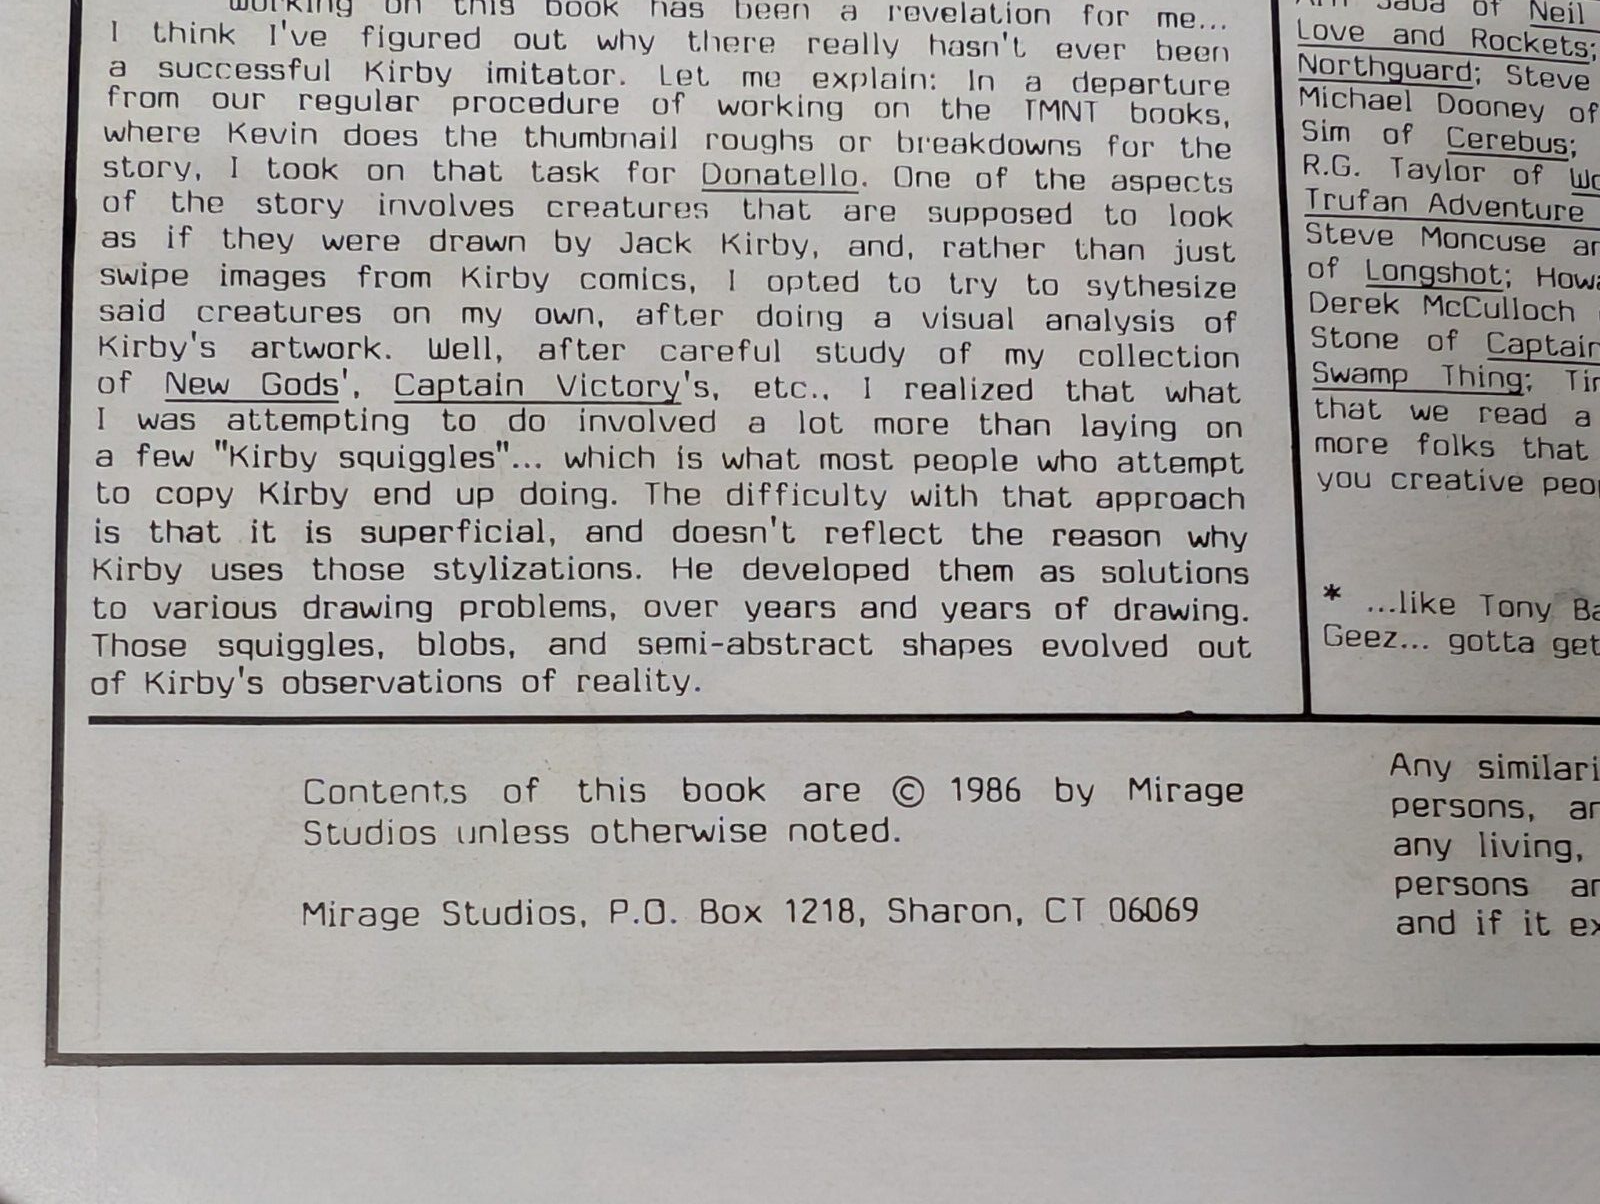 working on this book has been a revelation for me...
I think I've figured out why there really hasn't ever been
a successful Kirby imitator. Let me explain: In a departure
from our regular procedure of working on the TMNT books,
where Kevin does the thumbnail roughs or breakdowns for the
story, I took on that task for Donatello. One of the aspects
of the story involves creatures that are supposed to look
as if they were drawn by Jack Kirby, and, rather than just
swipe images from Kirby comics, I opted to try to sythesize
said creatures on my own, after doing a visual analysis of
Kirby's artwork. Well, after careful study of my collection
of New Gods', Captain Victory's, etc., I realized that what
I was attempting to do involved a lot more than laying on
a few "Kirby squiggles"... which is what most people who attempt
to copy Kirby end up doing. The difficulty with that approach
is that it is superficial, and doesn't reflect the reason why
Kirby uses those stylizations. He developed them as solutions
to various drawing problems, over years and years of drawing.
Those squiggles, blobs, and semi-abstract shapes evolved out
of Kirby's observations of reality.
of Neil
Love and Rockets;
Northguard; Steve
Michael Dooney of
Sim of Cerebus;
R.G. Taylor of
Trufan Adventure
Steve Moncuse
of Longshot;
Derek McCulloch
Stone of Captain
Swamp Thing;
that we read a
more folks that
you creative
* ...like Tony
Geez... gotta get
Contents of this book are © 1986 by Mirage
Studios unless otherwise noted.
Mirage Studios, P.O. Box 1218, Sharon, CT 06069
Any
persons,
any living,
persons
and if it